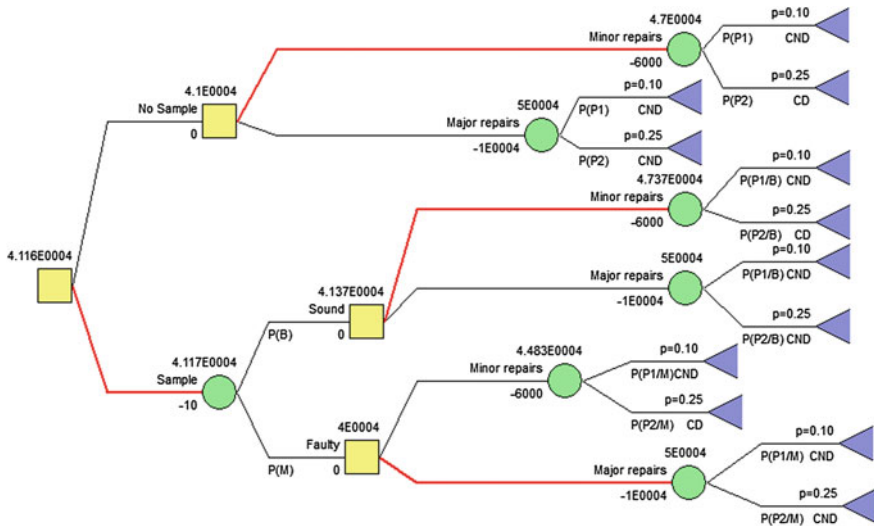 4.7E0004
p=0.10
Minor repairs
P(P1) CND
-6000
p=0.25
P(P2) CD
4.1E0004
No Sample
0
5E0004
p=0.10
Major repairs
P(P1) CND
-1E0004
p=0.25
P(P2) CND
4.737E0004
p=0.10
Minor repairs
P(P1/B) CND
-6000
p=0.25
P(P2/B) CD
4.116E0004
4.137E0004
Sound
0
P(B)
5E0004
p=0.10
Major repairs
P(P1/B) CND
-1E0004
p=0.25
P(P2/B) CND
4.117E0004
Sample
-10
4.483E0004
p=0.10
Minor repairs
P(P1/M)CND
-6000
p=0.25
P(P2/M) CD
4E0004
Faulty
0
P(M)
5E0004
p=0.10
Major repairs
P(P1/M) CND
-1E0004
p=0.25
P(P2/M) CND